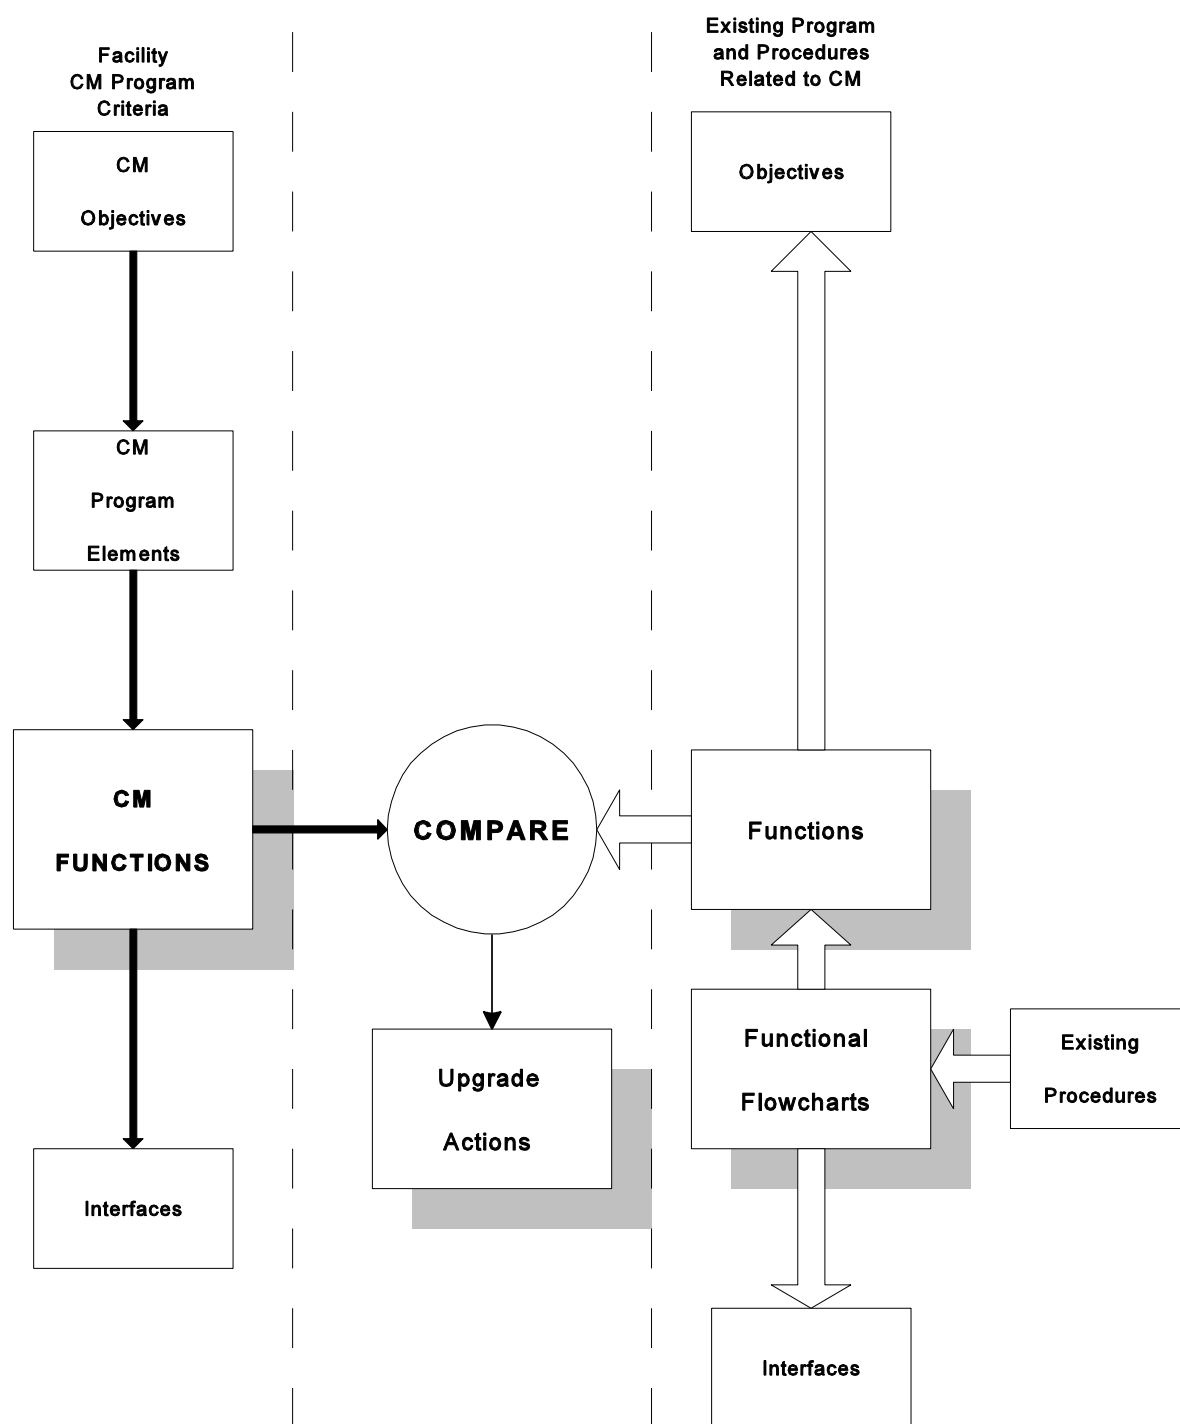 Facility
CM Program
Criteria
CM
Objectives
CM
Program
Elements
CM
FUNCTIONS
Interfaces
COMPARE
Upgrade
Actions
Existing Program
and Procedures
Related to CM
Objectives
Functions
Functional
Flowcharts
Existing
Procedures
Interfaces